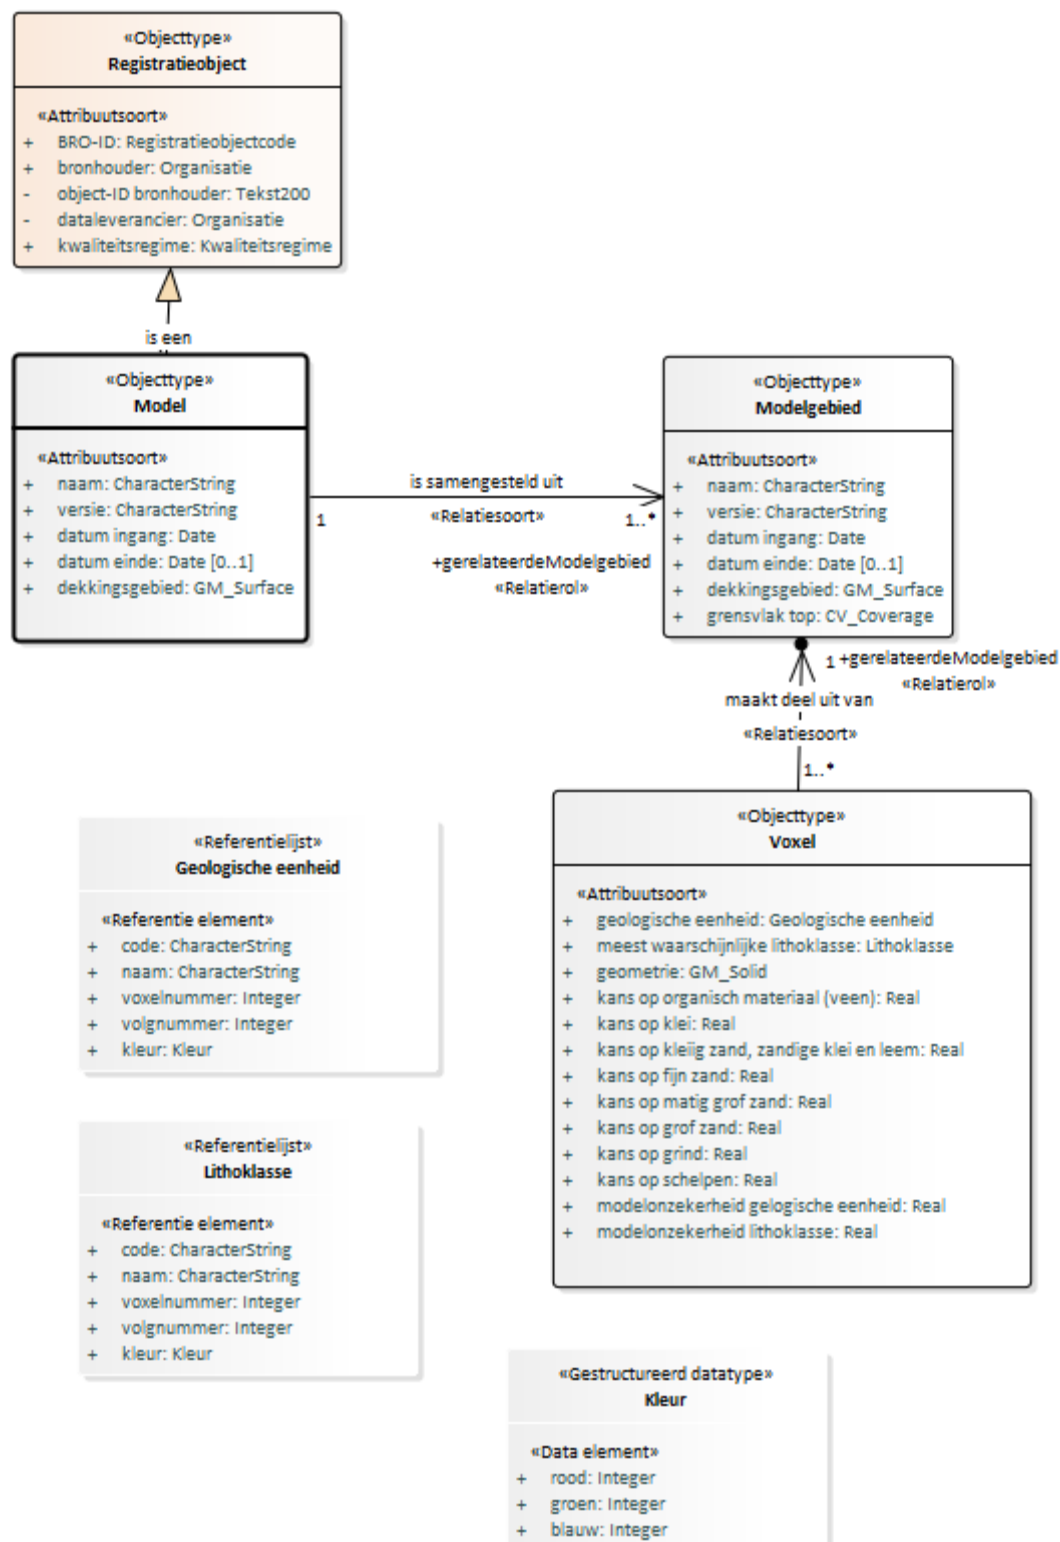 «Objecttype»
Registratieobject
«Attribuutsoort»
+ BRO-ID: Registratieobjectcode
+ bronhouder: Organisatie
- object-ID bronhouder: Tekst200
- dataleverancier: Organisatie
+ kwaliteitsregime: Kwaliteitsregime
is een
«Objecttype»
Model
«Attribuutsoort»
+ naam: CharacterString
+ versie: CharacterString
+ datum ingang: Date
+ datum einde: Date [0..1]
+ dekkingsgebied: GM_Surface
is samengesteld uit
1
«Relatiesoort»
1..*
+gerelateerdeModelgebied
«Relatierol»
«Objecttype»
Modelgebied
«Attribuutsoort»
+ naam: CharacterString
+ versie: CharacterString
+ datum ingang: Date
+ datum einde: Date [0..1]
+ dekkingsgebied: GM_Surface
+ grensvlak top: CV_Coverage
1 +gerelateerdeModelgebied
«Relatierol»
maakt deel uit van
«Relatiesoort»
1..*
«Objecttype»
Voxel
«Attribuutsoort»
+ geologische eenheid: Geologische eenheid
+ meest waarschijnlijke lithoklasse: Lithoklasse
+ geometrie: GM_Solid
+ kans op organisch materiaal (veen): Real
+ kans op klei: Real
+ kans op kleiig zand, zandige klei en leem: Real
+ kans op fijn zand: Real
+ kans op matig grof zand: Real
+ kans op grof zand: Real
+ kans op grind: Real
+ kans op schelpen: Real
+ modelonzekerheid gelogische eenheid: Real
+ modelonzekerheid lithoklasse: Real
«Referentielijst»
Geologische eenheid
«Referentie element»
+ code: CharacterString
+ naam: CharacterString
+ voxelnummer: Integer
+ volgnummer: Integer
+ kleur: Kleur
«Referentielijst»
Lithoklasse
«Referentie element»
+ code: CharacterString
+ naam: CharacterString
+ voxelnummer: Integer
+ volgnummer: Integer
+ kleur: Kleur
«Gestructureerd datatype»
Kleur
«Data element»
+ rood: Integer
+ groen: Integer
+ blauw: Integer